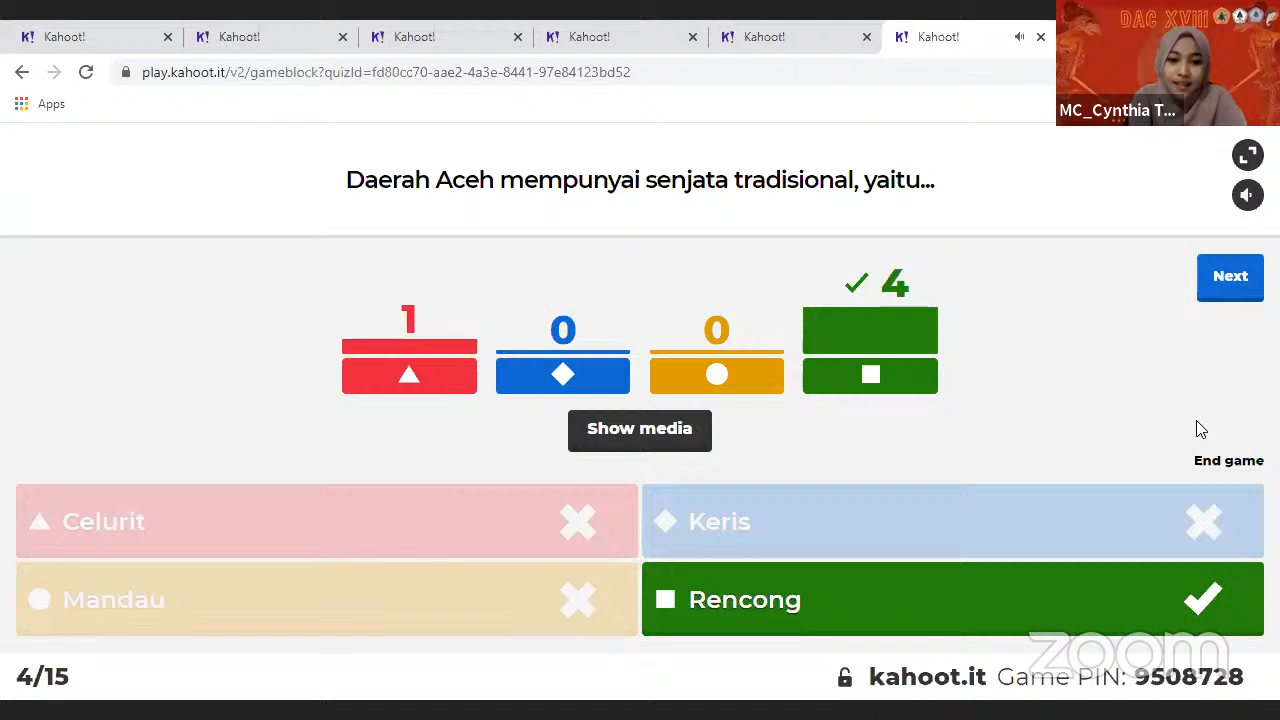 K! Kahoot!
K! Kahoot!
K! Kahoot!
K! Kahoot!
K! Kahoot!
K! Kahoot!
play.kahoot.it/v2/gameblock?quizId=fd80cc70-aae2-4a3e-8441-97e84123bd52
Apps
DAC XVIII
MC_Cynthia T...
Daerah Aceh mempunyai senjata tradisional, yaitu...
Next
1
0
0
4
Show media
End game
Celurit
Keris
Mandau
Rencong
zoom
4/15
kahoot.it Game PIN: 9508728